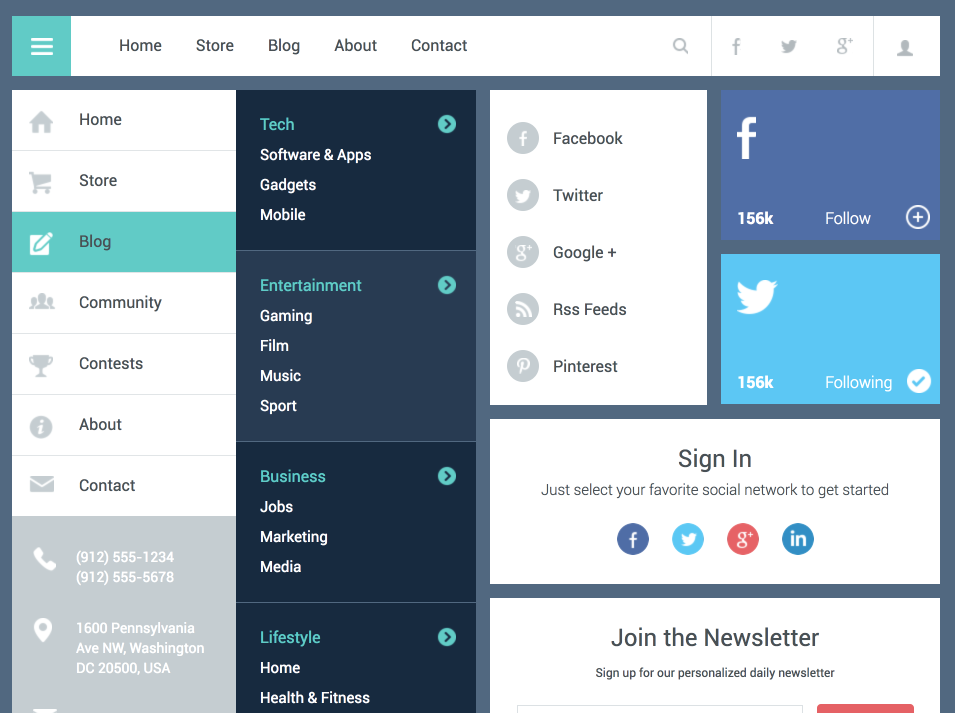 Home Store Blog About Contact
Home
Store
Blog
Community
Contests
About
Contact
(912) 555-1234
(912) 555-5678
1600 Pennsylvania
Ave NW, Washington
DC 20500, USA
Tech
Software & Apps
Gadgets
Mobile
Entertainment
Gaming
Film
Music
Sport
Business
Jobs
Marketing
Media
Lifestyle
Home
Health & Fitness
Facebook
Twitter
Google +
Rss Feeds
Pinterest
156k Follow
156k Following
Sign In
Just select your favorite social network to get started
Join the Newsletter
Sign up for our personalized daily newsletter